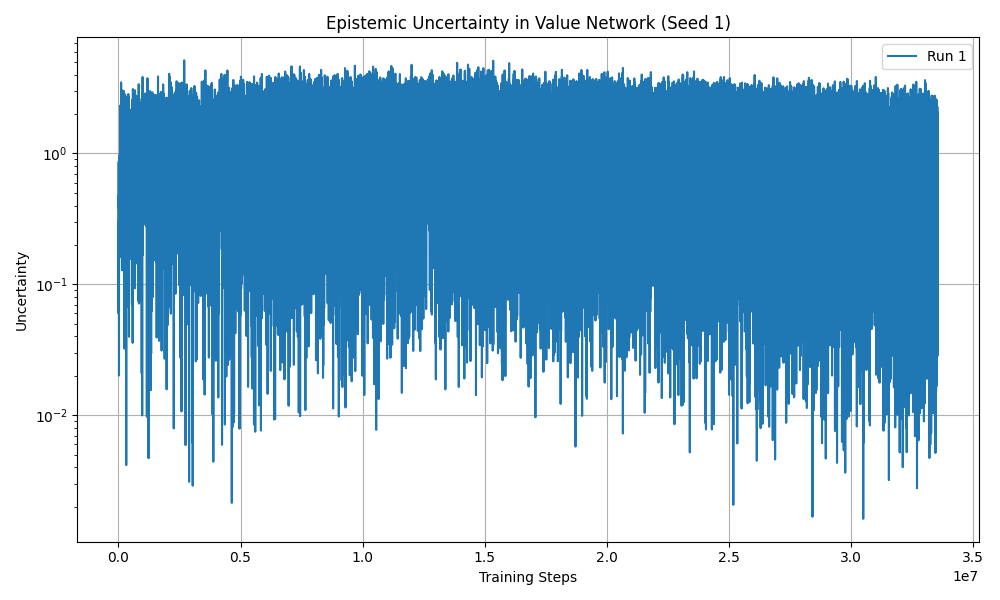 Epistemic Uncertainty in Value Network (Seed 1)
Run 1
Uncertainty
10⁰
10⁻¹
10⁻²
0.0 0.5 1.0 1.5 2.0 2.5 3.0 3.5
1e7
Training Steps